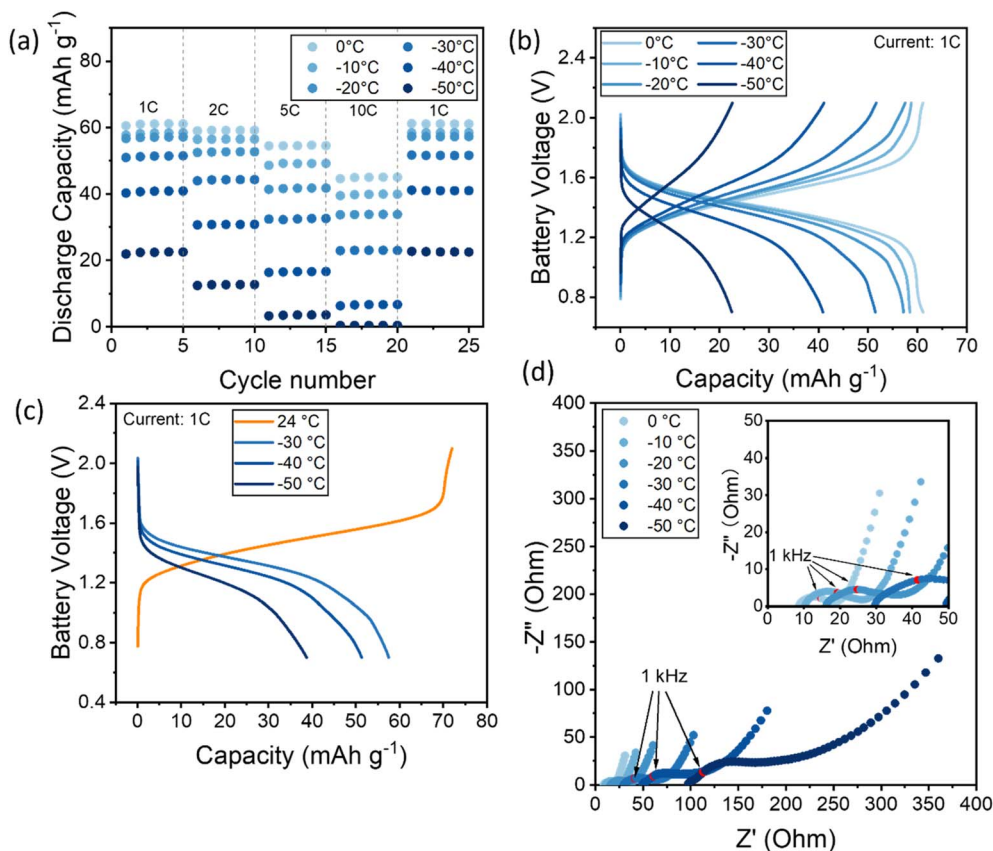 (a)
Discharge Capacity (mAh g⁻¹)
80
60
40
20
0
0°C
-10°C
-20°C
-30°C
-40°C
-50°C
1C
2C
5C
10C
1C
0 5 10 15 20 25
Cycle number
(b)
Battery Voltage (V)
2.4
2.0
1.6
1.2
0.8
0°C
-10°C
-20°C
-30°C
-40°C
-50°C
Current: 1C
0 10 20 30 40 50 60 70
Capacity (mAh g⁻¹)
(c)
Battery Voltage (V)
2.4
2.0
1.6
1.2
0.8
0.4
Current: 1C
24 °C
-30 °C
-40 °C
-50 °C
0 10 20 30 40 50 60 70 80
Capacity (mAh g⁻¹)
(d)
-Z" (Ohm)
400
350
300
250
200
150
100
50
0
0 °C
-10 °C
-20 °C
-30 °C
-40 °C
-50 °C
-Z" (Ohm)
50
40
30
20
10
0
1 kHz
0 10 20 30 40 50
Z' (Ohm)
1 kHz
0 50 100 150 200 250 300 350 400
Z' (Ohm)